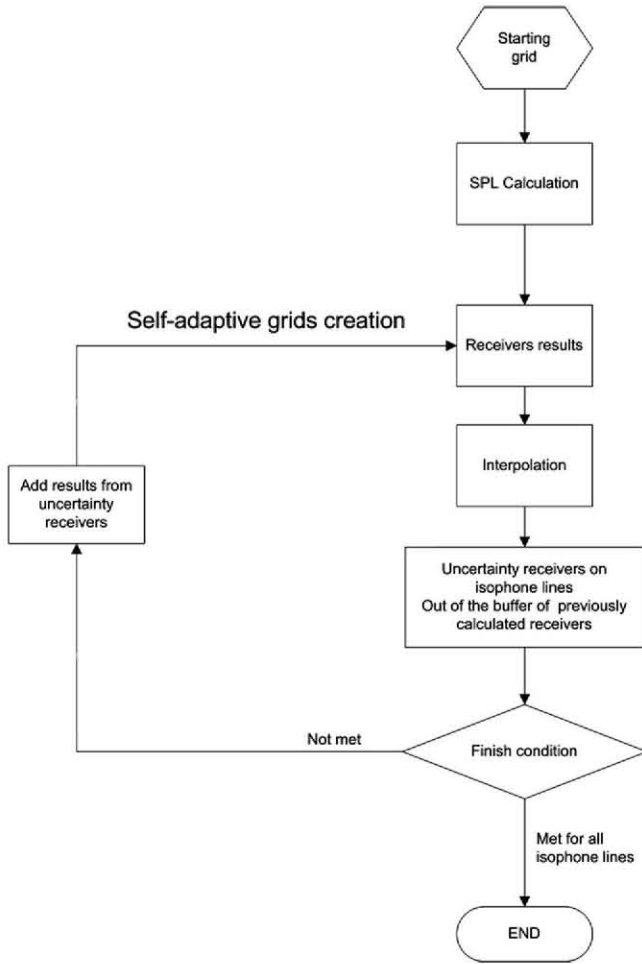 Starting
grid
SPL Calculation
Self-adaptive grids creation
Receivers results
Interpolation
Add results from
uncertainty
receivers
Uncertainty receivers on
isophone lines
Out of the buffer of previously
calculated receivers
Not met
Finish condition
Met for all
isophone lines
END